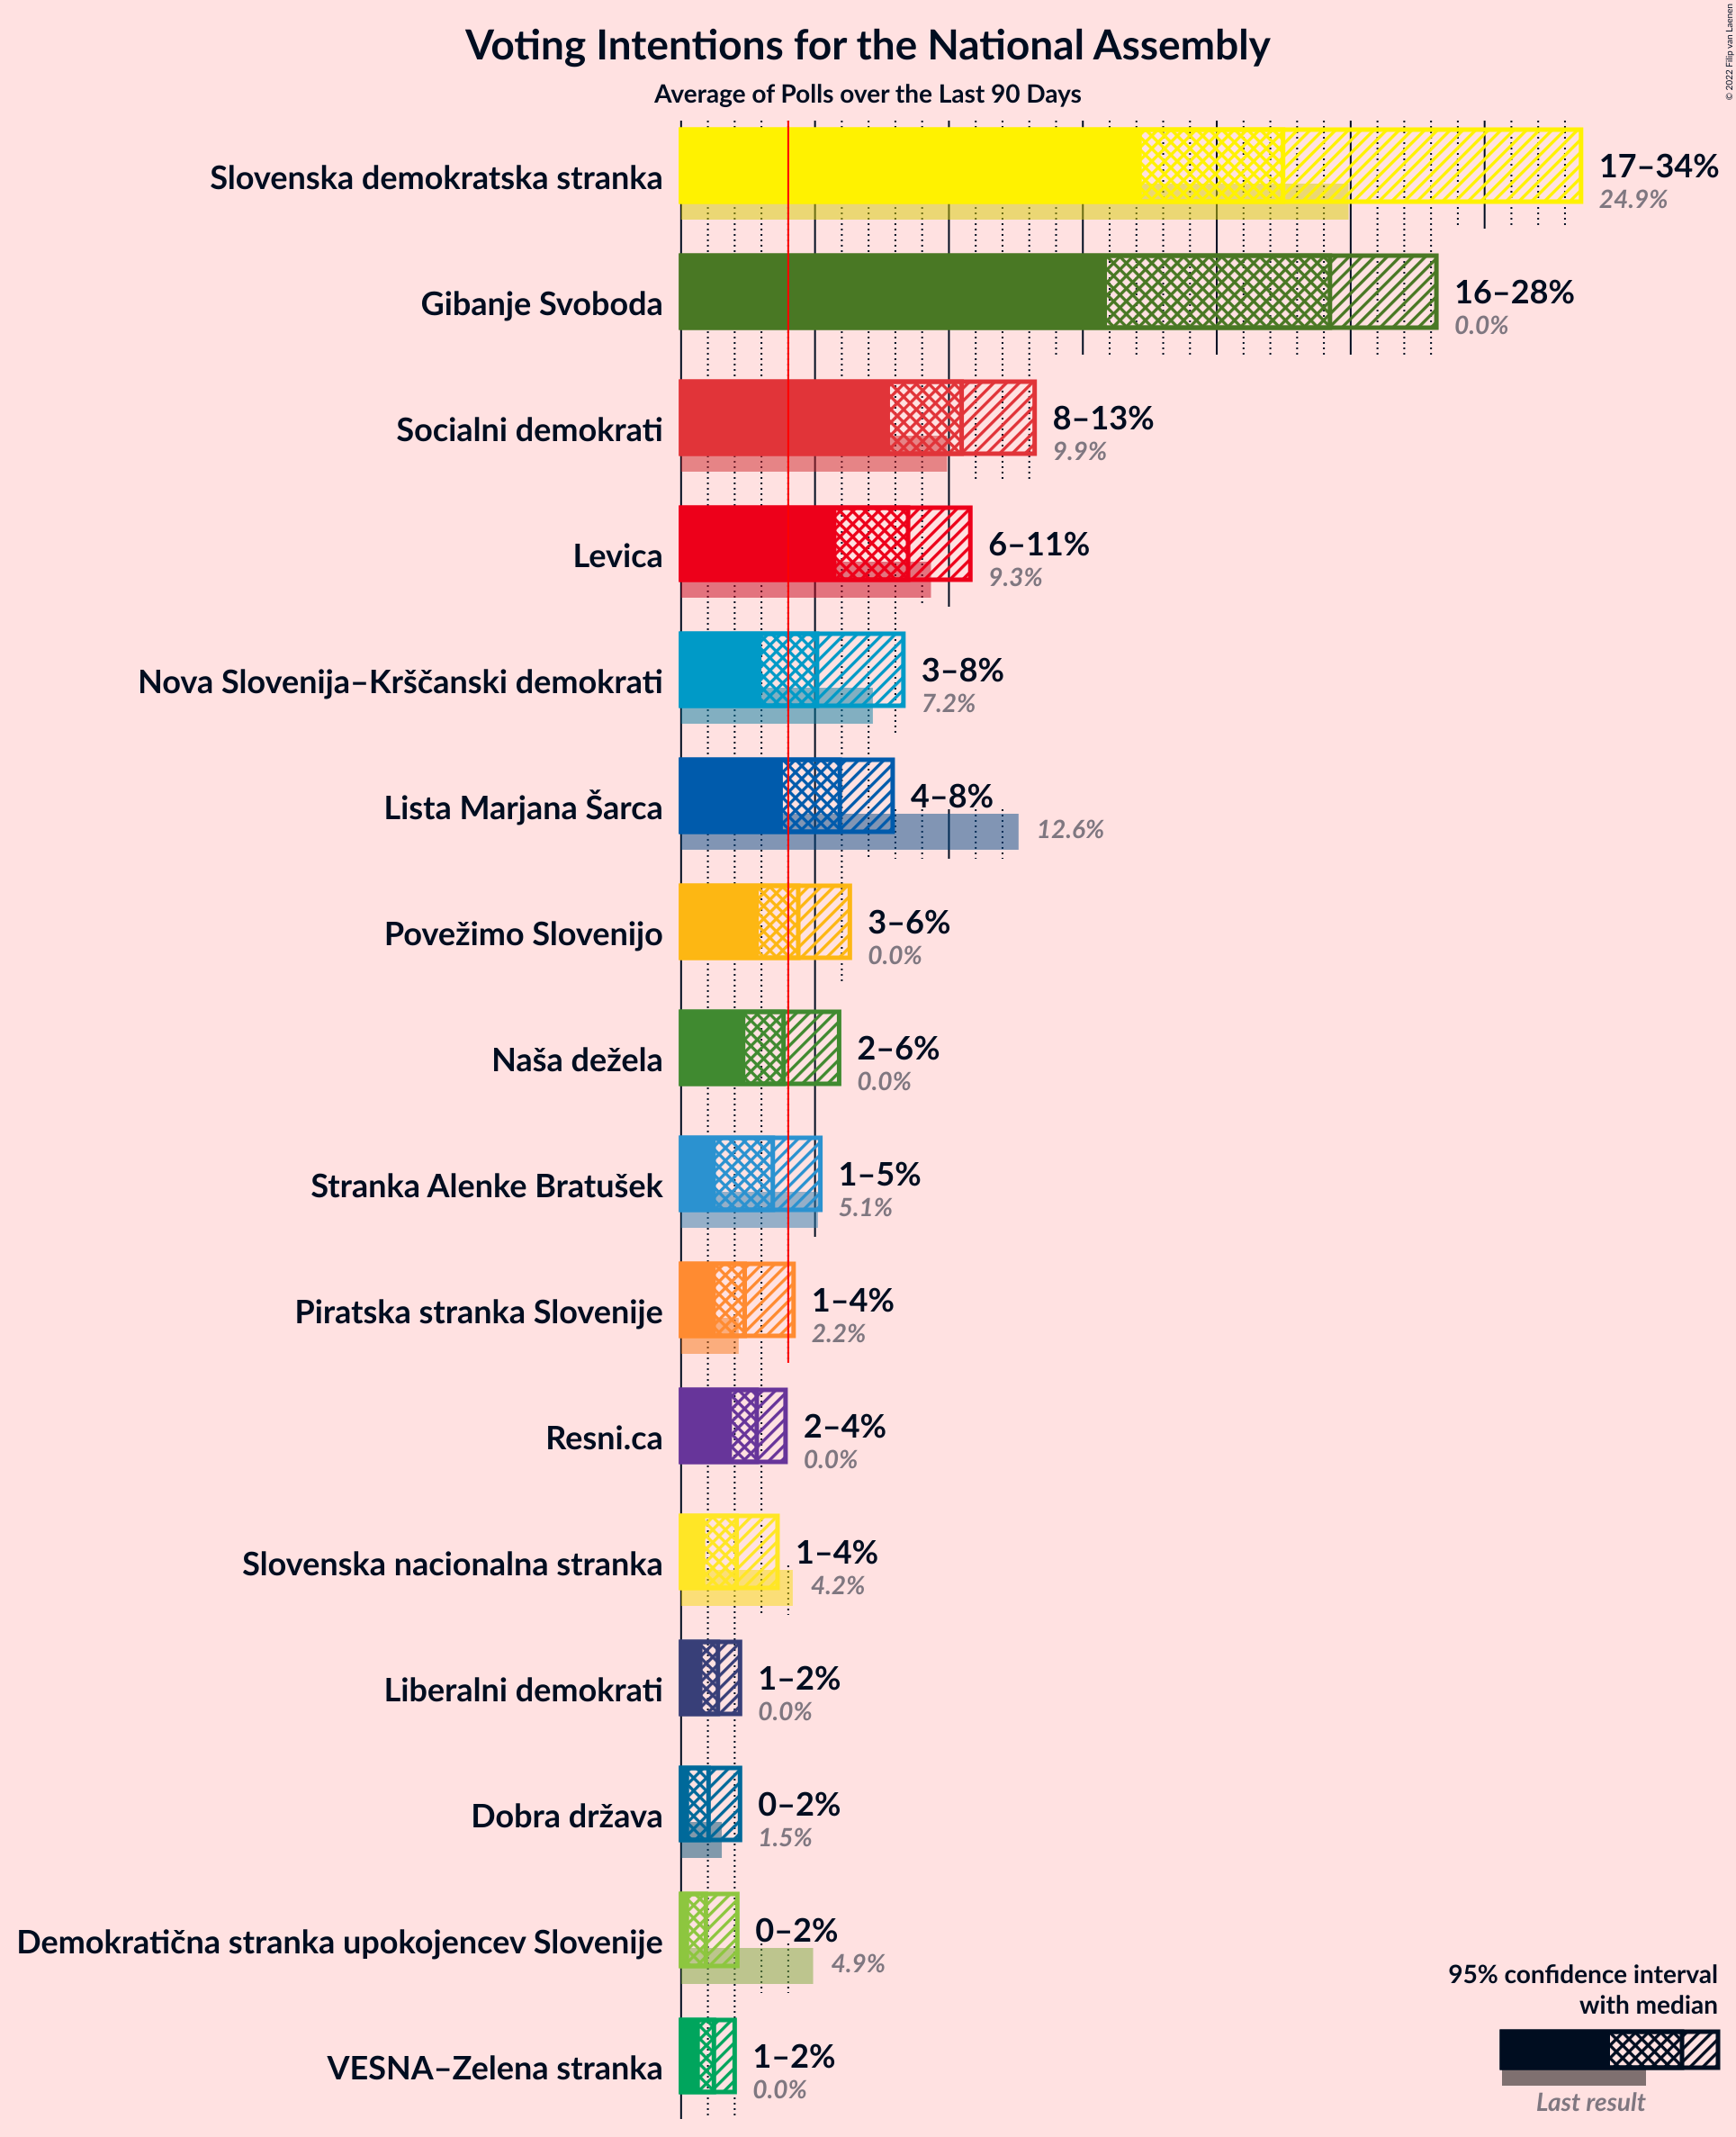 Voting Intentions for the National Assembly
Average of Polls over the Last 90 Days
© 2022 Filip van Laenen
Slovenska demokratska stranka
17–34%
24.9%
Gibanje Svoboda
16–28%
0.0%
Socialni demokrati
8–13%
9.9%
Levica
6–11%
9.3%
Nova Slovenija–Krščanski demokrati
3–8%
7.2%
Lista Marjana Šarca
4–8%
12.6%
Povežimo Slovenijo
3–6%
0.0%
Naša dežela
2–6%
0.0%
Stranka Alenke Bratušek
1–5%
5.1%
Piratska stranka Slovenije
1–4%
2.2%
Resni.ca
2–4%
0.0%
Slovenska nacionalna stranka
1–4%
4.2%
Liberalni demokrati
1–2%
0.0%
Dobra država
0–2%
1.5%
Demokratična stranka upokojencev Slovenije
0–2%
4.9%
VESNA–Zelena stranka
1–2%
0.0%
95% confidence interval
with median
Last result